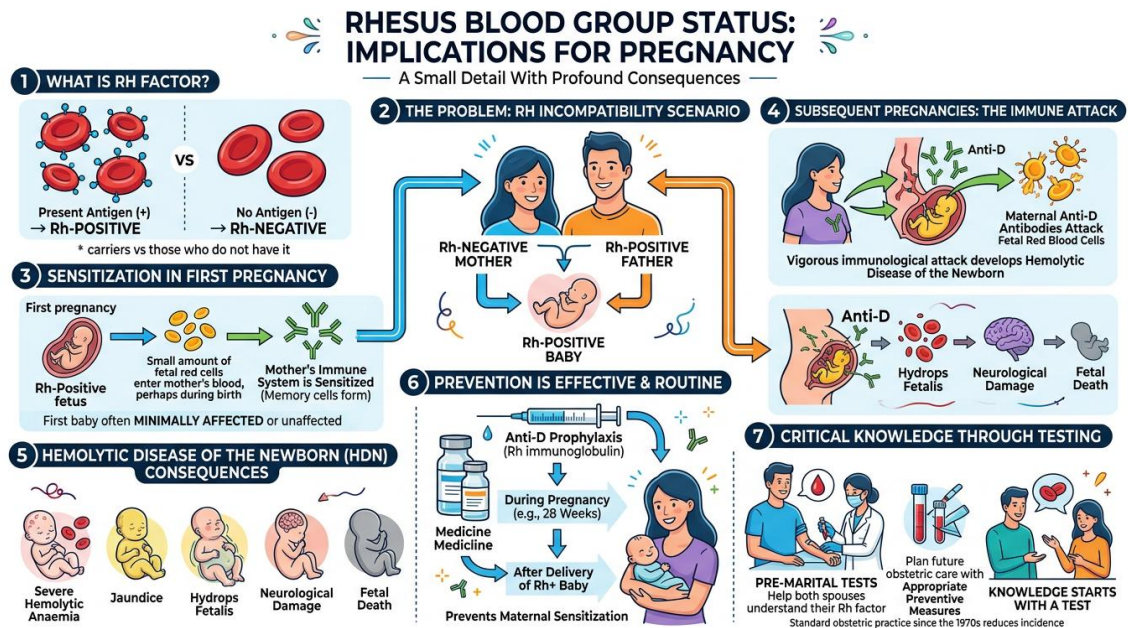 RHESUS BLOOD GROUP STATUS:
IMPLICATIONS FOR PREGNANCY
A Small Detail With Profound Consequences
1 WHAT IS RH FACTOR?
VS
Present Antigen (+)
→ Rh-POSITIVE
No Antigen (-)
→ Rh-NEGATIVE
* carriers vs those who do not have it
2 THE PROBLEM: RH INCOMPATIBILITY SCENARIO
Rh-NEGATIVE
MOTHER
Rh-POSITIVE
FATHER
Rh-POSITIVE
BABY
3 SENSITIZATION IN FIRST PREGNANCY
First pregnancy
Rh-Positive
fetus
Small amount of
fetal red cells
enter mother's blood,
perhaps during birth
Mother's Immune
System is Sensitized
(Memory cells form)
First baby often MINIMALLY AFFECTED or unaffected
4 SUBSEQUENT PREGNANCIES: THE IMMUNE ATTACK
Anti-D
Maternal Anti-D
Antibodies Attack
Fetal Red Blood Cells
Vigorous immunological attack develops Hemolytic
Disease of the Newborn
Anti-D
Hydrops
Fetalis
Neurological
Damage
Fetal
Death
5 HEMOLYTIC DISEASE OF THE NEWBORN (HDN)
CONSEQUENCES
Severe
Hemolytic
Anaemia
Jaundice
Hydrops
Fetalis
Neurological
Damage
Fetal
Death
6 PREVENTION IS EFFECTIVE & ROUTINE
Anti-D Prophylaxis
(Rh immunoglobulin)
Medicine
Medicline
During Pregnancy
(e.g., 28 Weeks)
After Delivery
of Rh+ Baby
Prevents Maternal Sensitization
7 CRITICAL KNOWLEDGE THROUGH TESTING
PRE-MARITAL TESTS
Help both spouses
understand their Rh factor
Plan future
obstetric care with
Appropriate
Preventive
Measures
KNOWLEDGE STARTS
WITH A TEST
Standard obstetric practice since the 1970s reduces incidence